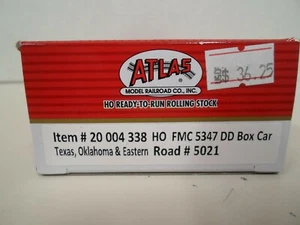 ATLAS
MODEL RAILROAD CO., INC.
HO READY-TO-RUN ROLLING STOCK
36.25
Item # 20 004 338 HO FMC 5347 DD Box Car
Texas, Oklahoma & Eastern Road # 5021